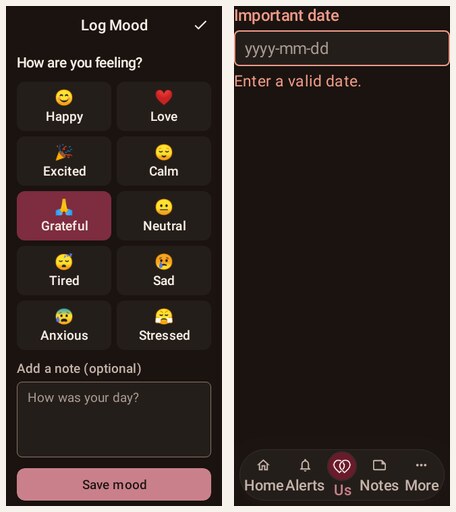 Log Mood
How are you feeling?
Happy
Love
Excited
Calm
Grateful
Neutral
Tired
Sad
Anxious
Stressed
Add a note (optional)
How was your day?
Save mood
Important date
yyyy-mm-dd
Enter a valid date.
Home Alerts Us Notes More